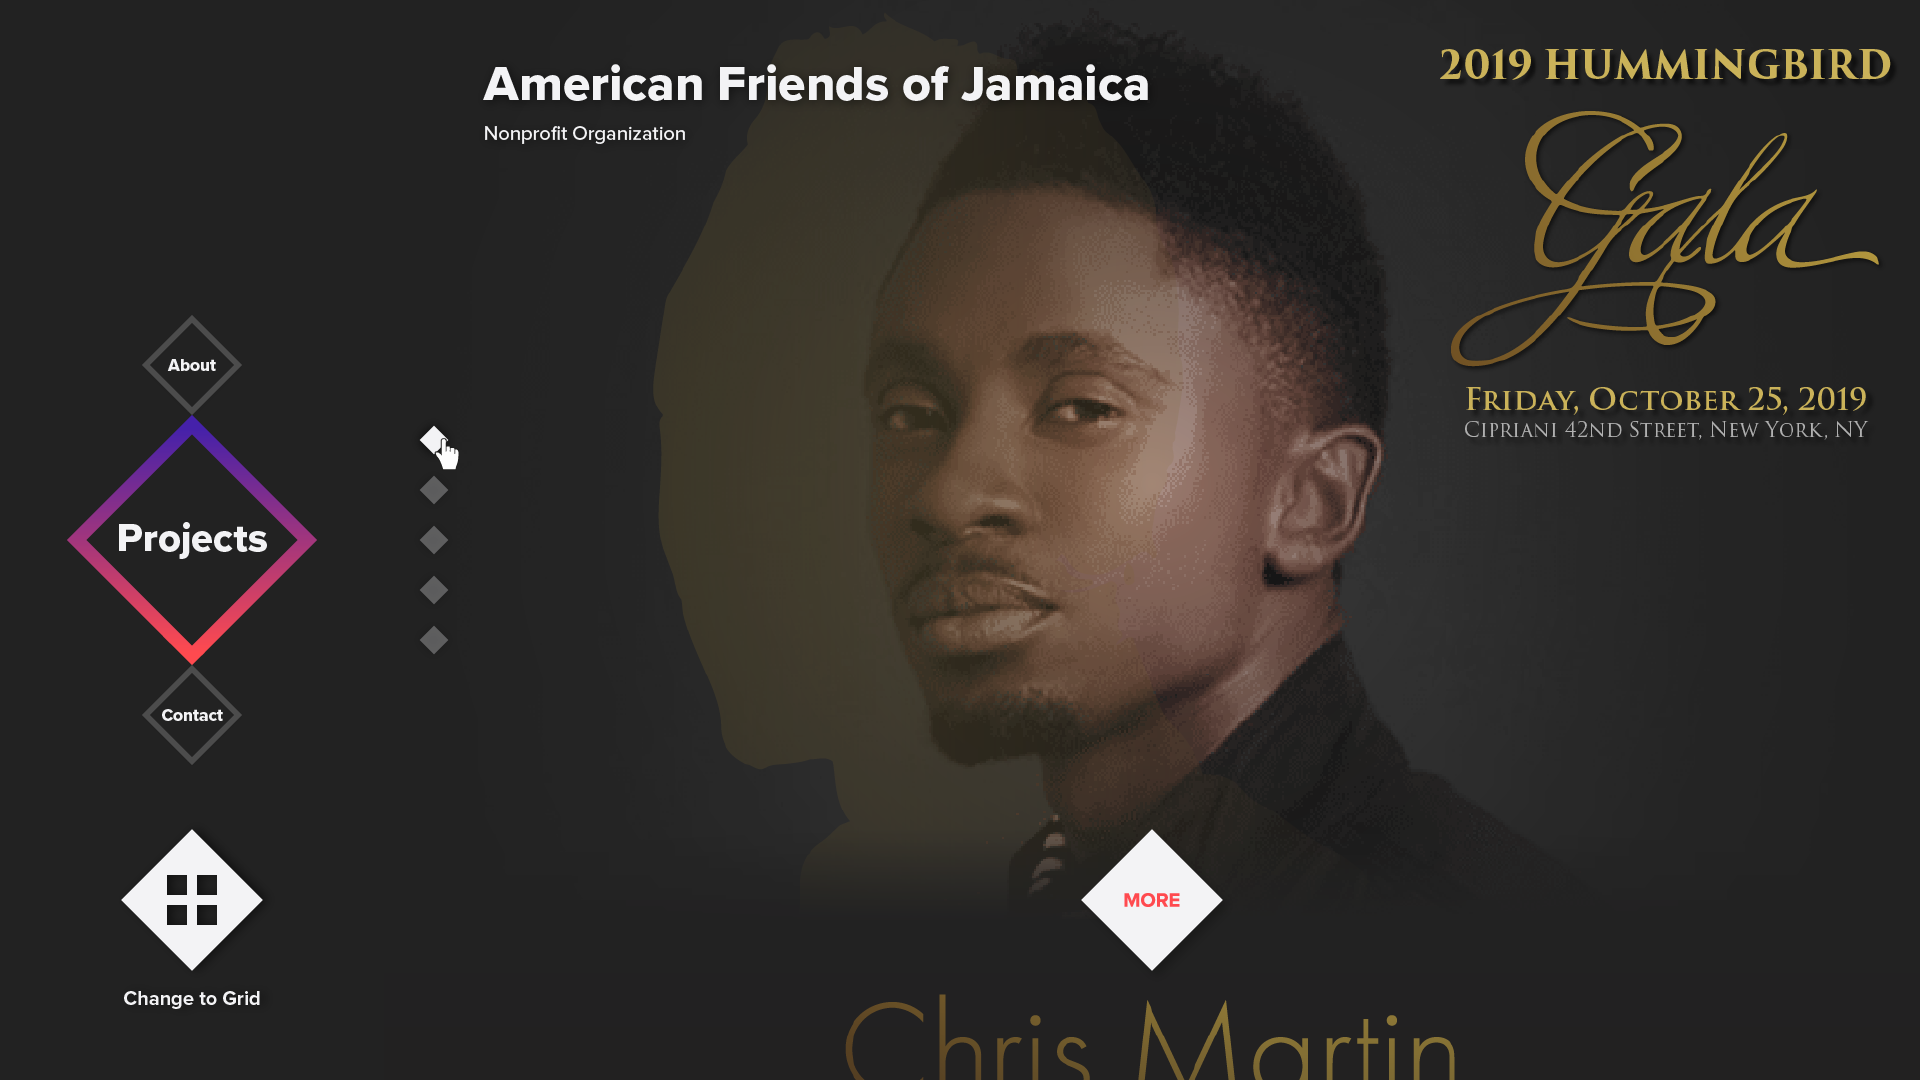 American Friends of Jamaica
Nonprofit Organization
2019 HUMMINGBIRD
Gala
FRIDAY, OCTOBER 25, 2019
CIPRIANI 42ND STREET, NEW YORK, NY
About
Projects
Contact
MORE
Change to Grid
Chris Martin